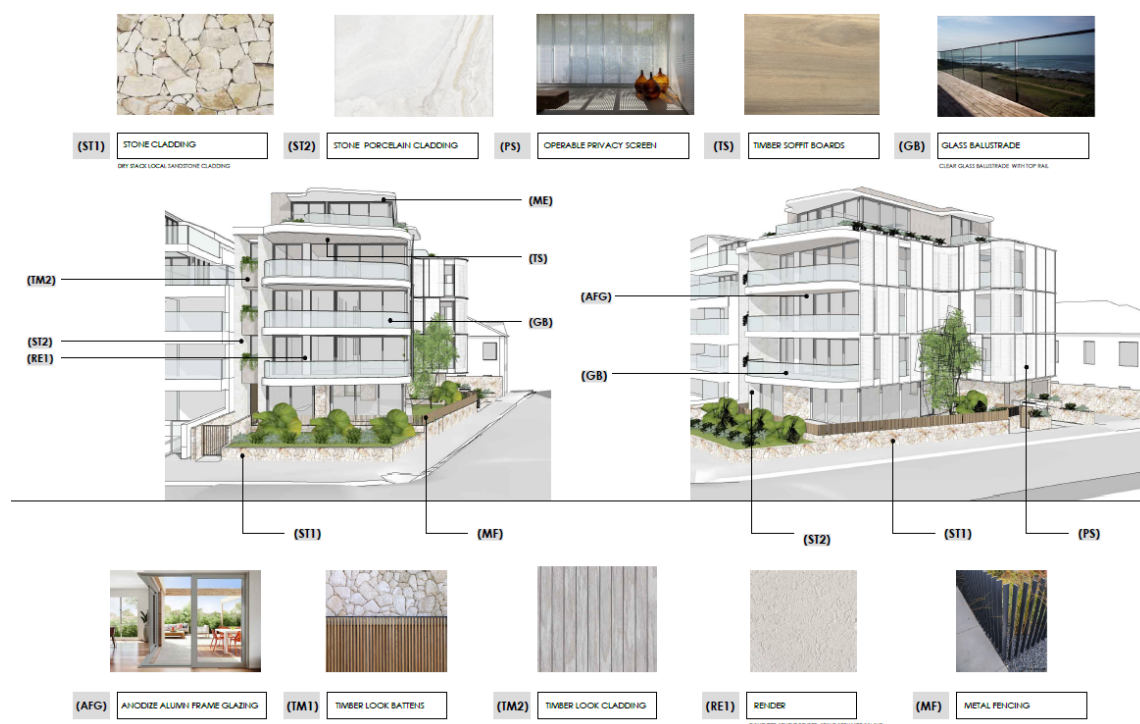 (ST1) STONE CLADDING
DRY STACK LOCAL SANDSTONE CLADDING
(ST2) STONE PORCELAIN CLADDING
(PS) OPERABLE PRIVACY SCREEN
(TS) TIMBER SOFFIT BOARDS
(GB) GLASS BALUSTRADE
CLEAR GLASS BALUSTRADE WITH TOP RAIL
(ME)
(TS)
(TM2)
(GB)
(ST2)
(RE1)
(ST1)
(MF)
(AFG)
(GB)
(ST2)
(ST1)
(PS)
(AFG) ANODIZE ALUMN FRAME GLAZING
(TM1) TIMBER LOOK BATTENS
(TM2) TIMBER LOOK CLADDING
(RE1) RENDER
(MF) METAL FENCING